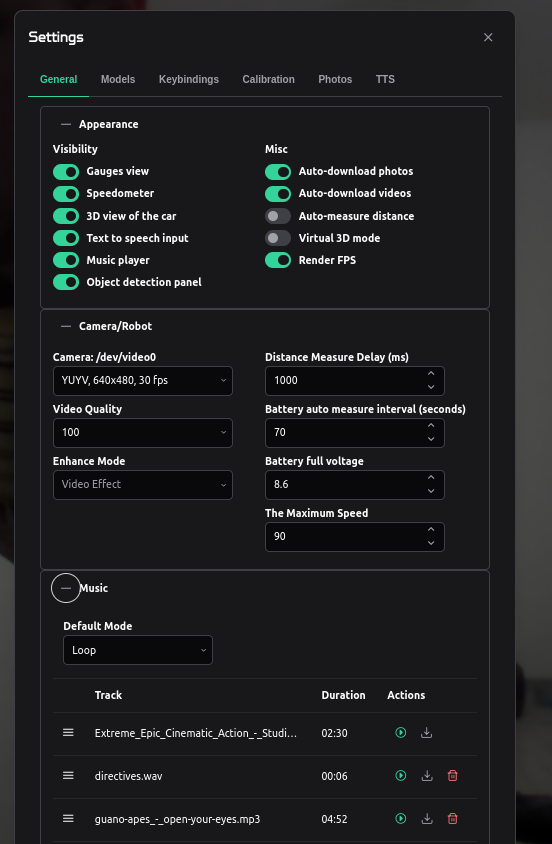 Settings
General Models Keybindings Calibration Photos TTS
Appearance
Visibility
Gauges view
Speedometer
3D view of the car
Text to speech input
Music player
Object detection panel
Misc
Auto-download photos
Auto-download videos
Auto-measure distance
Virtual 3D mode
Render FPS
Camera/Robot
Camera: /dev/video0
YUYV, 640x480, 30 fps
Video Quality
100
Enhance Mode
Video Effect
Distance Measure Delay (ms)
1000
Battery auto measure interval (seconds)
70
Battery full voltage
8.6
The Maximum Speed
90
Music
Default Mode
Loop
Track Duration Actions
Extreme_Epic_Cinematic_Action_-_Studi... 02:30
directives.wav 00:06
guano-apes_-_open-your-eyes.mp3 04:52